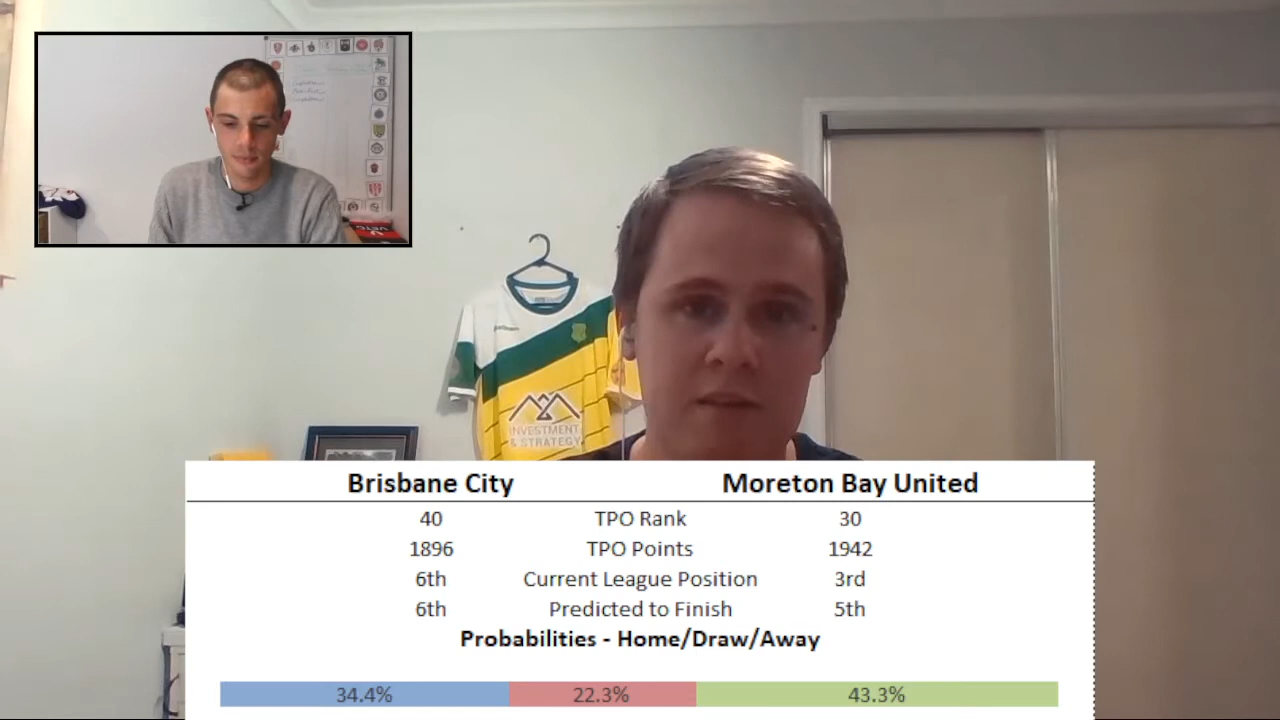 INVESTMENT
& STRATEGY
Brisbane City Moreton Bay United
40 TPO Rank 30
1896 TPO Points 1942
6th Current League Position 3rd
6th Predicted to Finish 5th
Probabilities - Home/Draw/Away
34.4% 22.3% 43.3%